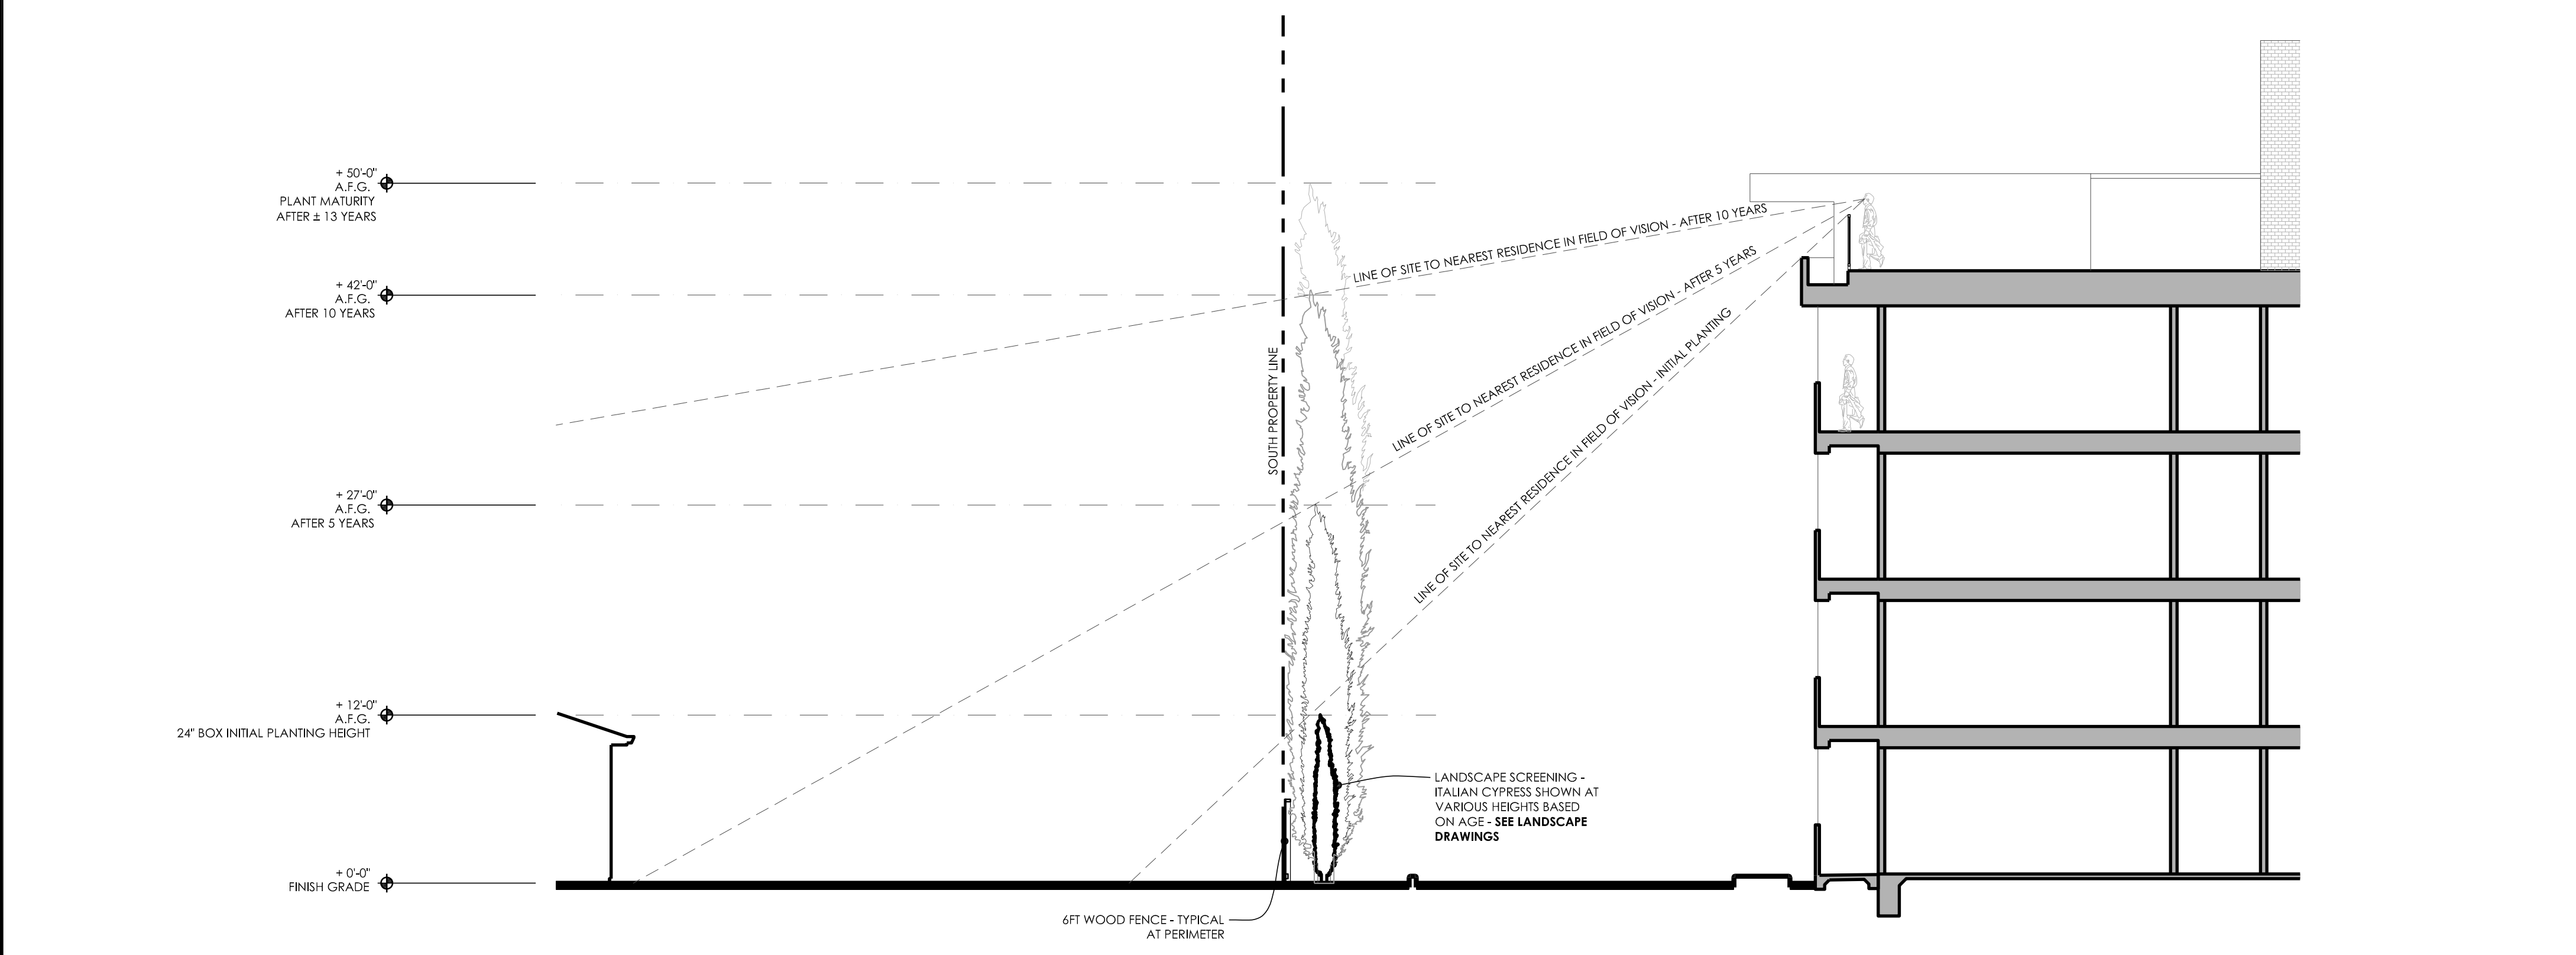 + 50'-0"
A.F.G.
PLANT MATURITY
AFTER ± 13 YEARS
+ 42'-0"
A.F.G.
AFTER 10 YEARS
+ 27'-0"
A.F.G.
AFTER 5 YEARS
+ 12'-0"
A.F.G.
24" BOX INITIAL PLANTING HEIGHT
+ 0'-0"
FINISH GRADE
SOUTH PROPERTY LINE
LINE OF SITE TO NEAREST RESIDENCE IN FIELD OF VISION - AFTER 10 YEARS
LINE OF SITE TO NEAREST RESIDENCE IN FIELD OF VISION - AFTER 5 YEARS
LINE OF SITE TO NEAREST RESIDENCE IN FIELD OF VISION - INITIAL PLANTING
LANDSCAPE SCREENING -
ITALIAN CYPRESS SHOWN AT
VARIOUS HEIGHTS BASED
ON AGE - SEE LANDSCAPE
DRAWINGS
6FT WOOD FENCE - TYPICAL
AT PERIMETER